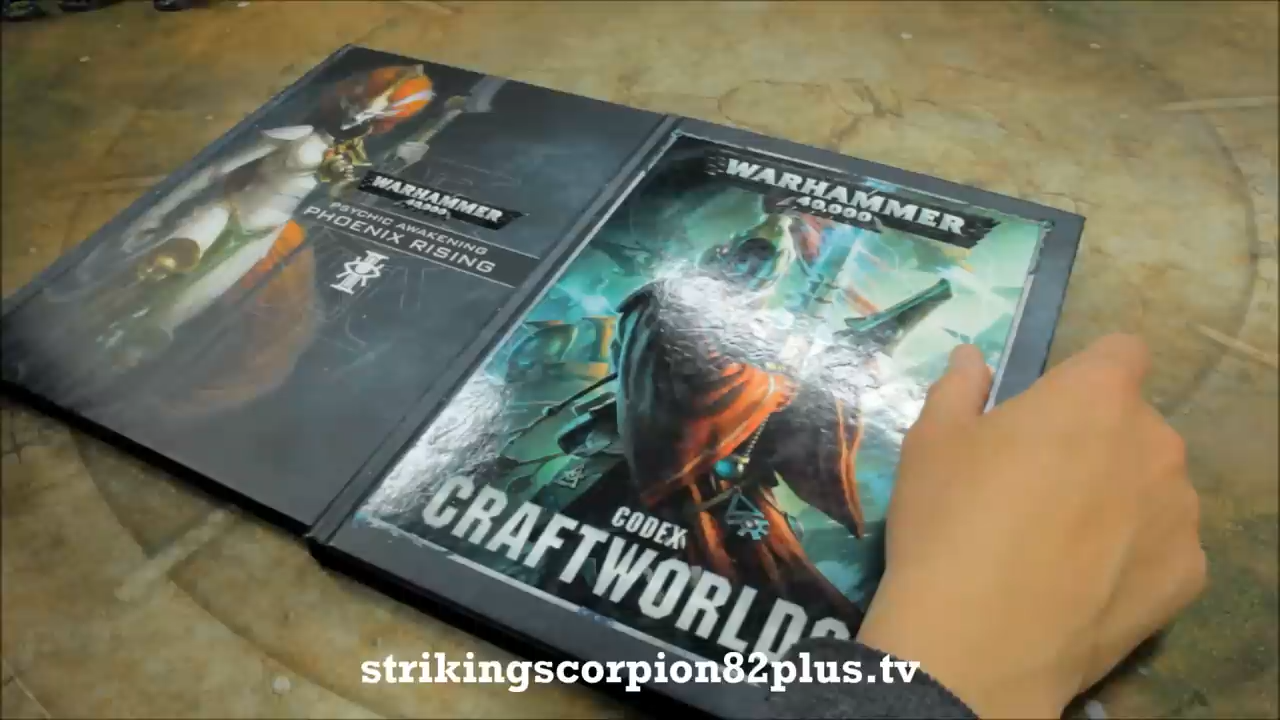 WARHAMMER
40,000
PSYCHIC AWAKENING
PHOENIX RISING
WARHAMMER
40,000
CODEX
CRAFTWORLDS
strikingscorpion82plus.tv